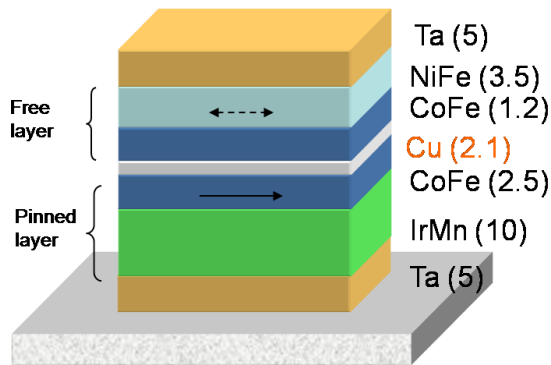 Ta (5)
NiFe (3.5)
Free
layer
CoFe (1.2)
Cu (2.1)
CoFe (2.5)
Pinned
layer
IrMn (10)
Ta (5)